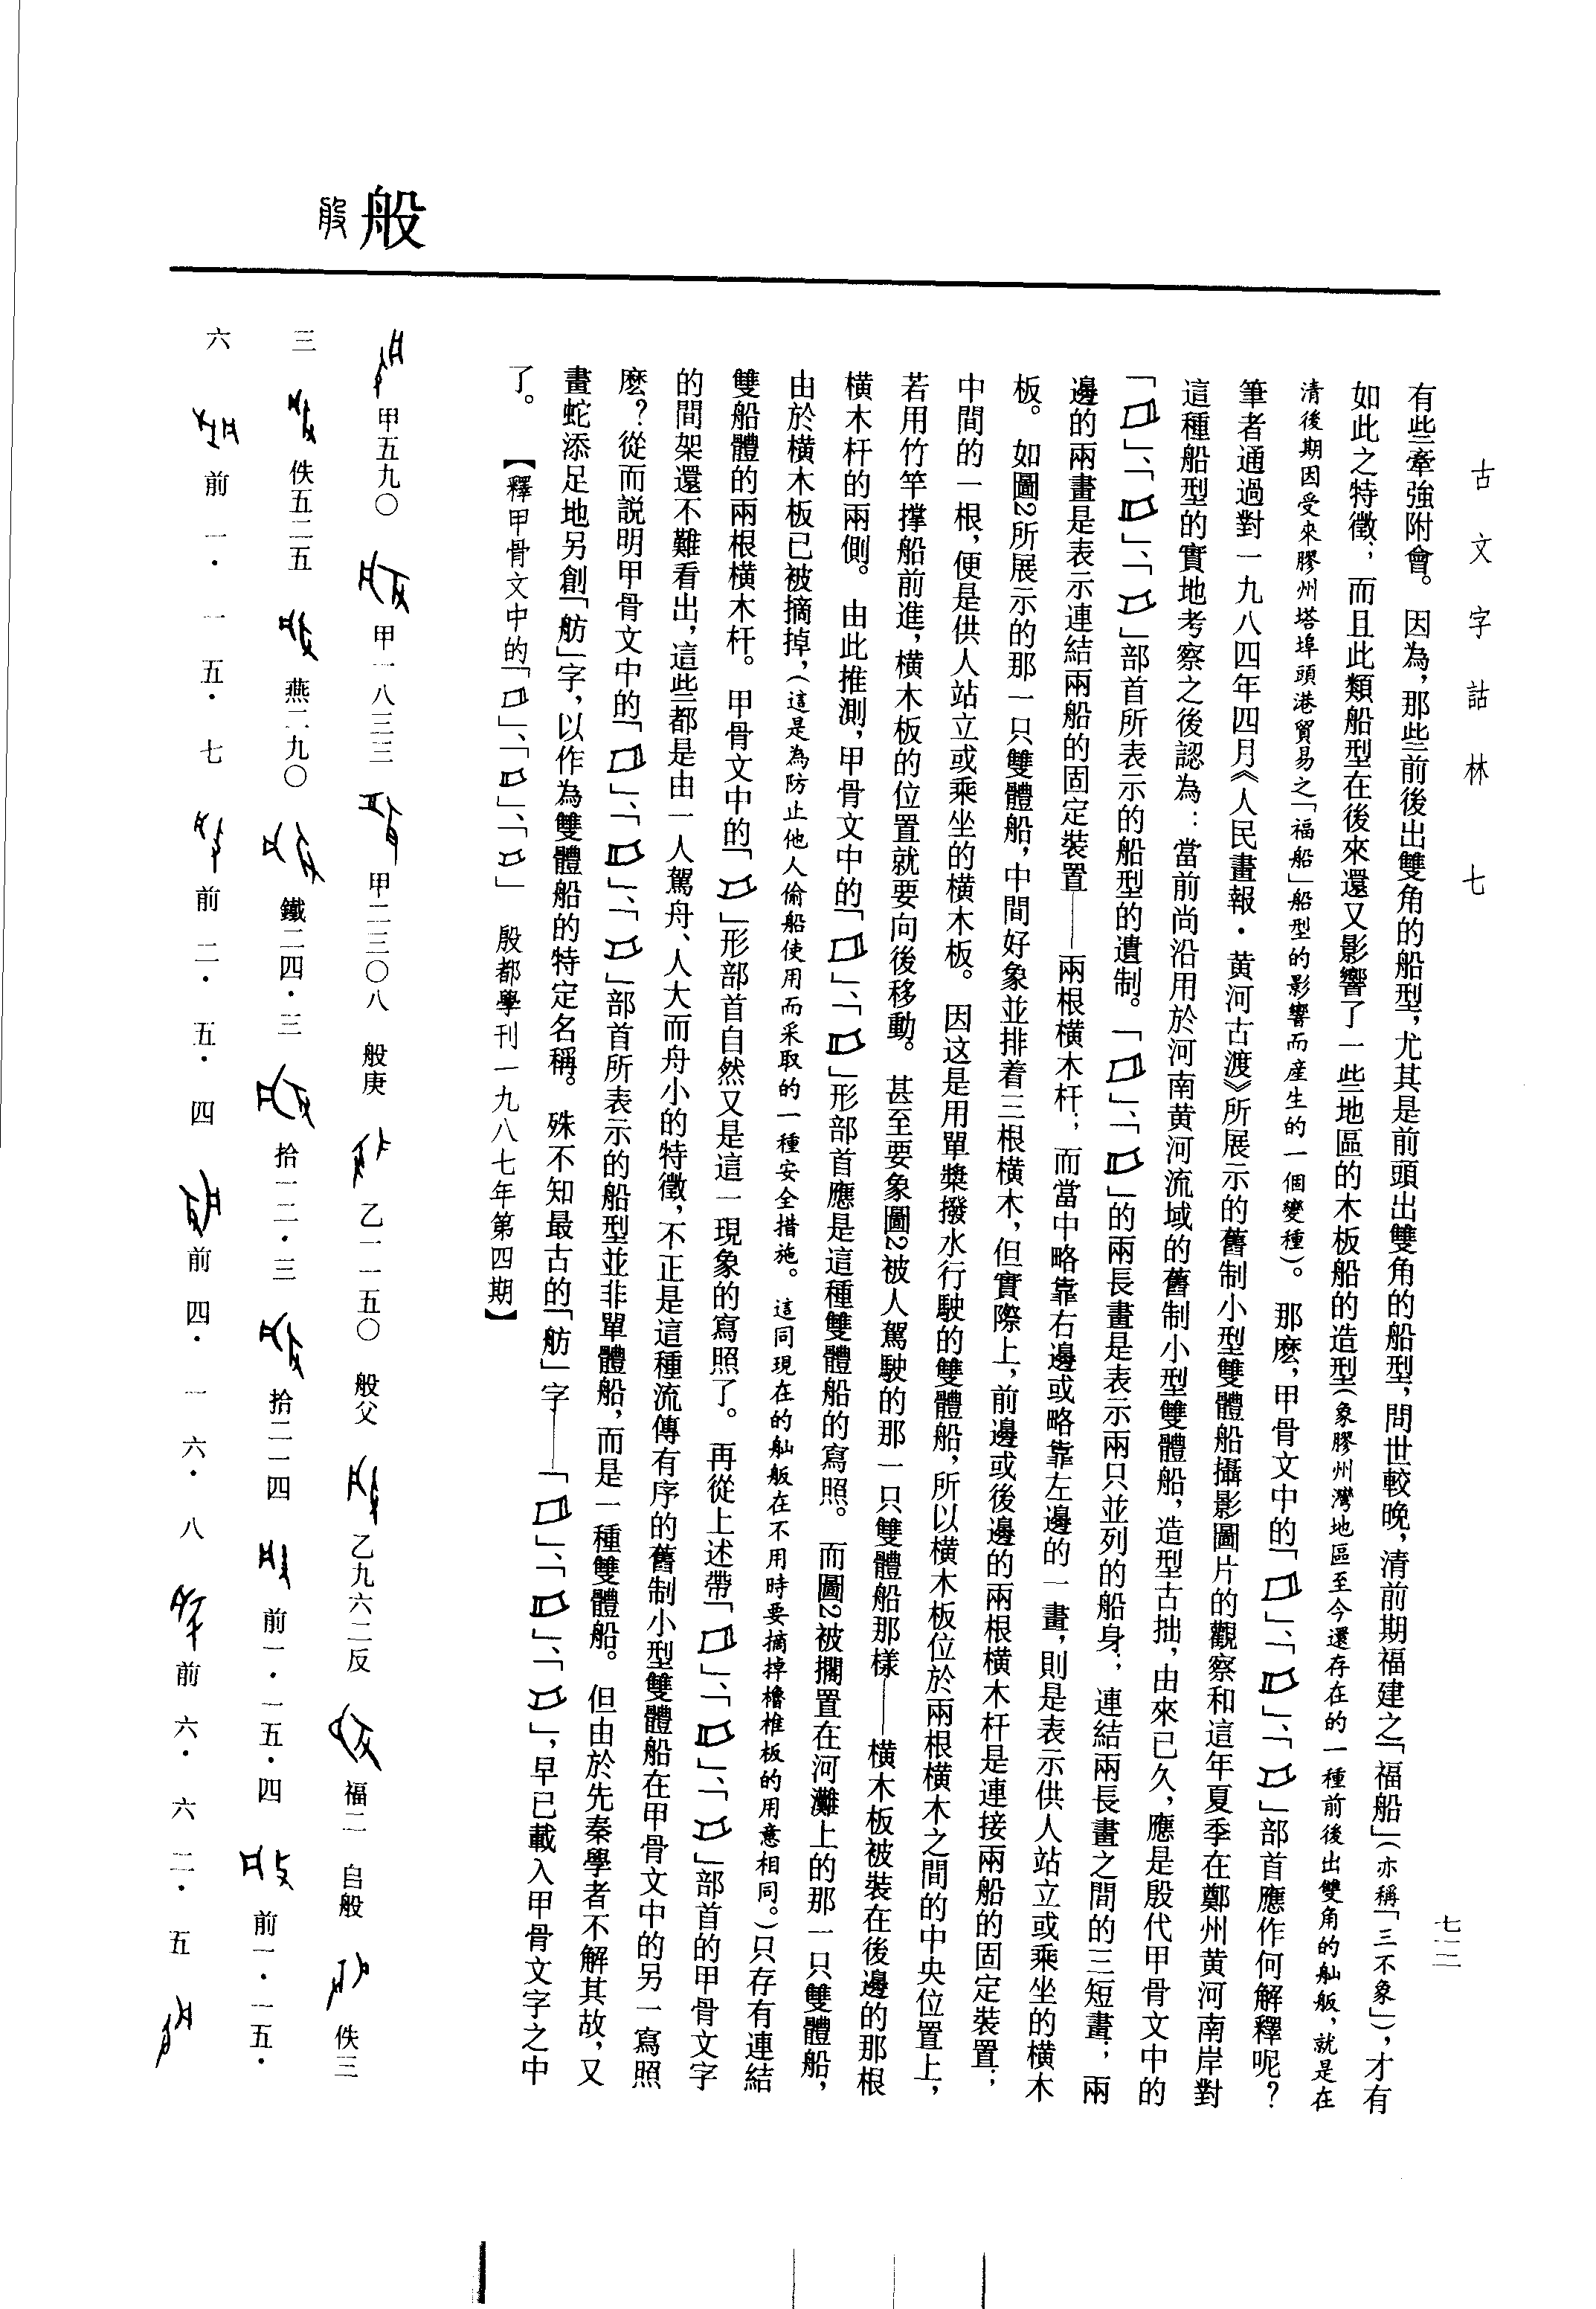 古文字詁林 七
七一二
有些牽強附會。因為，那些前後出雙角的船型，尤其是前頭出雙角的船型，問世較晚，清前期福建之「福船」（亦稱「三不象」），才有
如此之特徵；而且此類船型在後來還又影響了一些地區的木板船的造型（象膠州灣地區至今還存在的一種前後出雙角的舢舨，就是在
清後期因受來膠州塔埠頭港貿易之「福船」船型的影響而産生的一個變種）。那麽，甲骨文中的「」、「」、「」部首應作何解釋呢？
筆者通過對一九八四年四月《人民畫報·黄河古渡》所展示的舊制小型雙體船攝影圖片的觀察和這年夏季在鄭州黄河南岸對
這種船型的實地考察之後認為：當前尚沿用於河南黄河流域的舊制小型雙體船，造型古拙，由來已久，應是殷代甲骨文中的
「」、「」、「」部首所表示的船型的遺制。「」、「」的兩長畫是表示兩只並列的船身；連結兩長畫之間的三短畫；兩
邊的兩畫是表示連結兩船的固定裝置——兩根橫木杆；而當中略靠右邊或略靠左邊的一畫，則是表示供人站立或乘坐的橫木
板。如圖2所展示的那一只雙體船，中間好象並排着三根橫木，但實際上，前邊或後邊的兩根橫木杆是連接兩船的固定裝置；
中間的一根，便是供人站立或乘坐的橫木板。因这是用單槳撥水行駛的雙體船，所以橫木板位於兩根橫木之間的中央位置上，
若用竹竿撑船前進，橫木板的位置就要向後移動。甚至要象圖2被人駕駛的那一只雙體船那樣——橫木板被裝在後邊的那根
橫木杆的兩側。由此推測，甲骨文中的「」、「」形部首應是這種雙體船的寫照。而圖2被擱置在河灘上的那一只雙體船，
由於橫木板已被摘掉，（這是為防止他人偷船使用而采取的一種安全措施。這同現在的舢舨在不用時要摘掉櫓椎板的用意相同。）只存有連結
雙船體的兩根橫木杆。甲骨文中的「」形部首自然又是這一現象的寫照了。再從上述帶「」、「」、「」部首的甲骨文字
的間架還不難看出，這些都是由一人駕舟、人大而舟小的特徵，不正是這種流傳有序的舊制小型雙體船在甲骨文中的另一寫照
麽？從而説明甲骨文中的「」、「」、「」部首所表示的船型並非單體船，而是一種雙體船。但由於先秦學者不解其故，又
畫蛇添足地另創「舫」字，以作為雙體船的特定名稱。殊不知最古的「舫」字——「」、「」、「」，早已載入甲骨文字之中
了。【釋甲骨文中的「」、「」、「」 殷都學刊一九八七年第四期】
般
甲五九〇 甲一八三三 甲二三〇八 般庚 乙一一五〇 般父 乙九六二反 福二 𠂤般 佚三
三 佚五二五 燕二九〇 鐵二四·三 拾一二·三 拾二一四 前一·一五·四 前一·一五·
六 前一·一五·七 前二·五·四 前四·一六·八 前六·六二·五